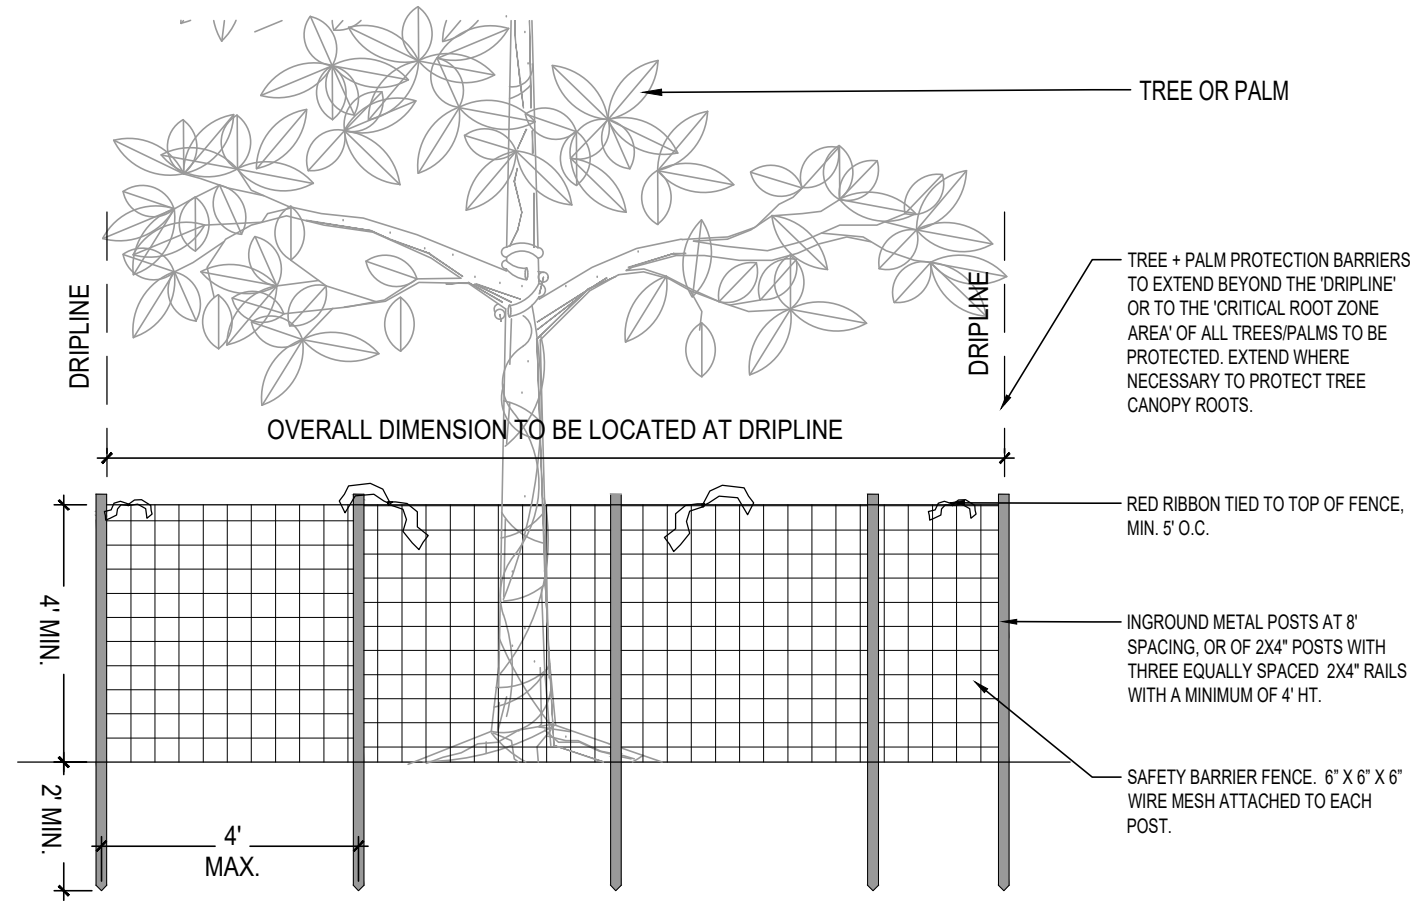 TREE OR PALM
TREE + PALM PROTECTION BARRIERS
TO EXTEND BEYOND THE 'DRIPLINE'
OR TO THE 'CRITICAL ROOT ZONE
AREA' OF ALL TREES/PALMS TO BE
PROTECTED. EXTEND WHERE
NECESSARY TO PROTECT TREE
CANOPY ROOTS.
DRIPLINE
DRIPLINE
OVERALL DIMENSION TO BE LOCATED AT DRIPLINE
RED RIBBON TIED TO TOP OF FENCE,
MIN. 5' O.C.
4' MIN.
INGROUND METAL POSTS AT 8'
SPACING, OR OF 2X4" POSTS WITH
THREE EQUALLY SPACED 2X4" RAILS
WITH A MINIMUM OF 4' HT.
SAFETY BARRIER FENCE. 6" X 6" X 6"
WIRE MESH ATTACHED TO EACH
POST.
2' MIN.
4'
MAX.